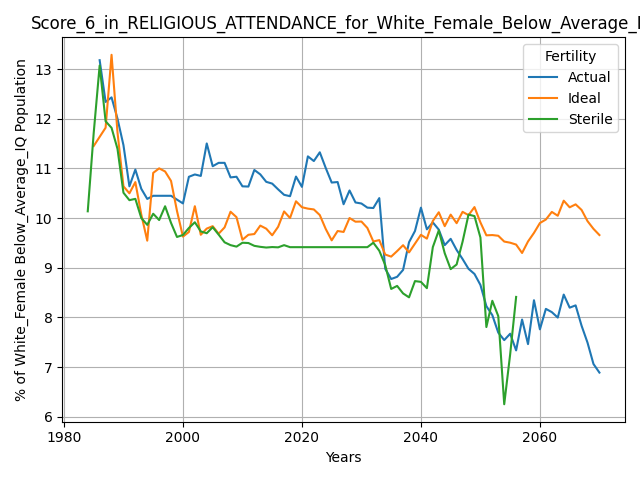 Score_6_in_RELIGIOUS_ATTENDANCE_for_White_Female_Below_Average_I
Fertility
Actual
Ideal
Sterile
% of White_Female Below_Average_IQ Population
13
12
11
10
9
8
7
6
1980
2000
2020
2040
2060
Years